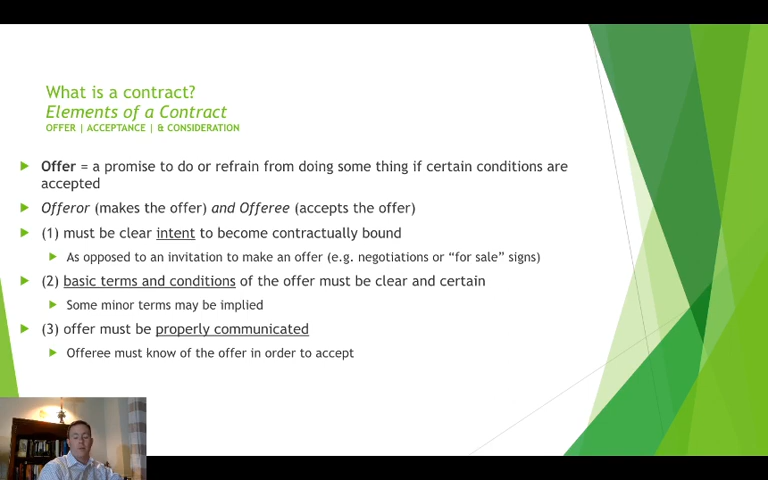 What is a contract?
Elements of a Contract
OFFER | ACCEPTANCE | & CONSIDERATION
Offer = a promise to do or refrain from doing some thing if certain conditions are
accepted
Offeror (makes the offer) and Offeree (accepts the offer)
(1) must be clear intent to become contractually bound
As opposed to an invitation to make an offer (e.g. negotiations or “for sale” signs)
(2) basic terms and conditions of the offer must be clear and certain
Some minor terms may be implied
(3) offer must be properly communicated
Offeree must know of the offer in order to accept